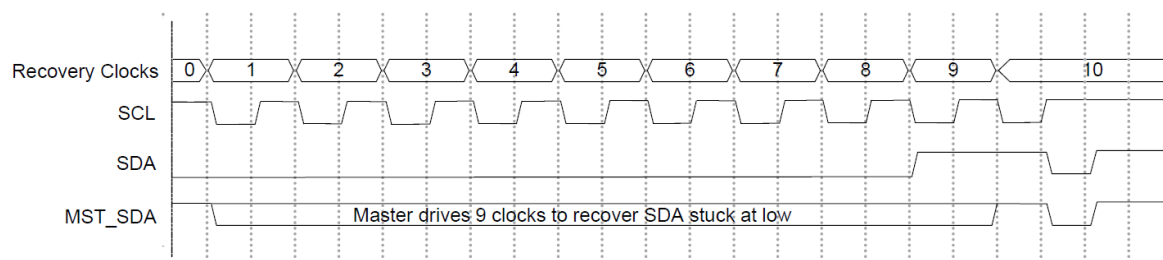 Recovery Clocks 0 1 2 3 4 5 6 7 8 9 10
SCL
SDA
MST_SDA Master drives 9 clocks to recover SDA stuck at low